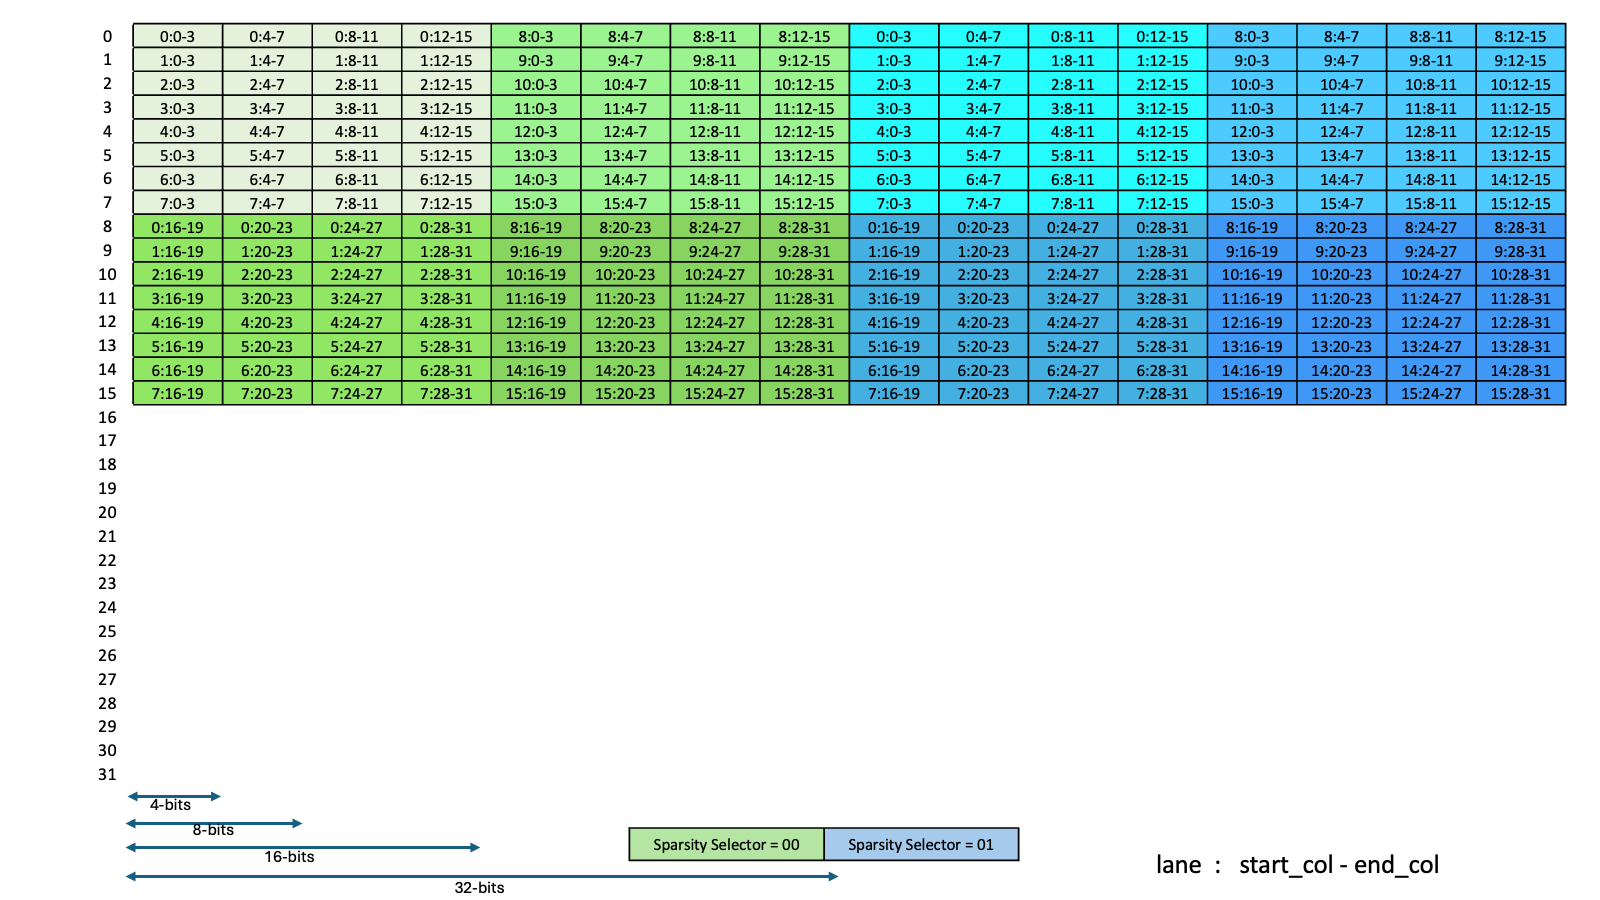 0 0:0-3 0:4-7 0:8-11 0:12-15 8:0-3 8:4-7 8:8-11 8:12-15 0:0-3 0:4-7 0:8-11 0:12-15 8:0-3 8:4-7 8:8-11 8:12-15
1 1:0-3 1:4-7 1:8-11 1:12-15 9:0-3 9:4-7 9:8-11 9:12-15 1:0-3 1:4-7 1:8-11 1:12-15 9:0-3 9:4-7 9:8-11 9:12-15
2 2:0-3 2:4-7 2:8-11 2:12-15 10:0-3 10:4-7 10:8-11 10:12-15 2:0-3 2:4-7 2:8-11 2:12-15 10:0-3 10:4-7 10:8-11 10:12-15
3 3:0-3 3:4-7 3:8-11 3:12-15 11:0-3 11:4-7 11:8-11 11:12-15 3:0-3 3:4-7 3:8-11 3:12-15 11:0-3 11:4-7 11:8-11 11:12-15
4 4:0-3 4:4-7 4:8-11 4:12-15 12:0-3 12:4-7 12:8-11 12:12-15 4:0-3 4:4-7 4:8-11 4:12-15 12:0-3 12:4-7 12:8-11 12:12-15
5 5:0-3 5:4-7 5:8-11 5:12-15 13:0-3 13:4-7 13:8-11 13:12-15 5:0-3 5:4-7 5:8-11 5:12-15 13:0-3 13:4-7 13:8-11 13:12-15
6 6:0-3 6:4-7 6:8-11 6:12-15 14:0-3 14:4-7 14:8-11 14:12-15 6:0-3 6:4-7 6:8-11 6:12-15 14:0-3 14:4-7 14:8-11 14:12-15
7 7:0-3 7:4-7 7:8-11 7:12-15 15:0-3 15:4-7 15:8-11 15:12-15 7:0-3 7:4-7 7:8-11 7:12-15 15:0-3 15:4-7 15:8-11 15:12-15
8 0:16-19 0:20-23 0:24-27 0:28-31 8:16-19 8:20-23 8:24-27 8:28-31 0:16-19 0:20-23 0:24-27 0:28-31 8:16-19 8:20-23 8:24-27 8:28-31
9 1:16-19 1:20-23 1:24-27 1:28-31 9:16-19 9:20-23 9:24-27 9:28-31 1:16-19 1:20-23 1:24-27 1:28-31 9:16-19 9:20-23 9:24-27 9:28-31
10 2:16-19 2:20-23 2:24-27 2:28-31 10:16-19 10:20-23 10:24-27 10:28-31 2:16-19 2:20-23 2:24-27 2:28-31 10:16-19 10:20-23 10:24-27 10:28-31
11 3:16-19 3:20-23 3:24-27 3:28-31 11:16-19 11:20-23 11:24-27 11:28-31 3:16-19 3:20-23 3:24-27 3:28-31 11:16-19 11:20-23 11:24-27 11:28-31
12 4:16-19 4:20-23 4:24-27 4:28-31 12:16-19 12:20-23 12:24-27 12:28-31 4:16-19 4:20-23 4:24-27 4:28-31 12:16-19 12:20-23 12:24-27 12:28-31
13 5:16-19 5:20-23 5:24-27 5:28-31 13:16-19 13:20-23 13:24-27 13:28-31 5:16-19 5:20-23 5:24-27 5:28-31 13:16-19 13:20-23 13:24-27 13:28-31
14 6:16-19 6:20-23 6:24-27 6:28-31 14:16-19 14:20-23 14:24-27 14:28-31 6:16-19 6:20-23 6:24-27 6:28-31 14:16-19 14:20-23 14:24-27 14:28-31
15 7:16-19 7:20-23 7:24-27 7:28-31 15:16-19 15:20-23 15:24-27 15:28-31 7:16-19 7:20-23 7:24-27 7:28-31 15:16-19 15:20-23 15:24-27 15:28-31
16
17
18
19
20
21
22
23
24
25
26
27
28
29
30
31
4-bits
8-bits
16-bits
32-bits
Sparsity Selector = 00 Sparsity Selector = 01
lane : start_col - end_col